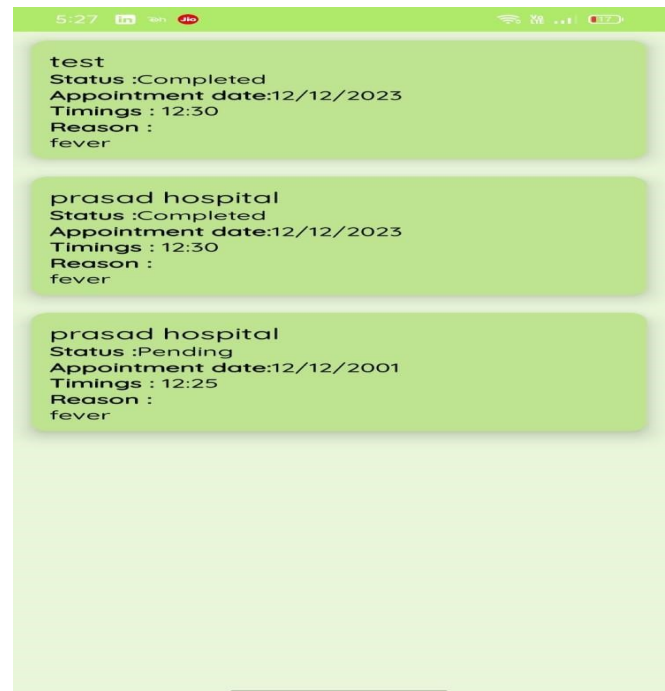 5:27 in Jio
test
Status :Completed
Appointment date:12/12/2023
Timings : 12:30
Reason :
fever
prasad hospital
Status :Completed
Appointment date:12/12/2023
Timings : 12:30
Reason :
fever
prasad hospital
Status :Pending
Appointment date:12/12/2001
Timings : 12:25
Reason :
fever